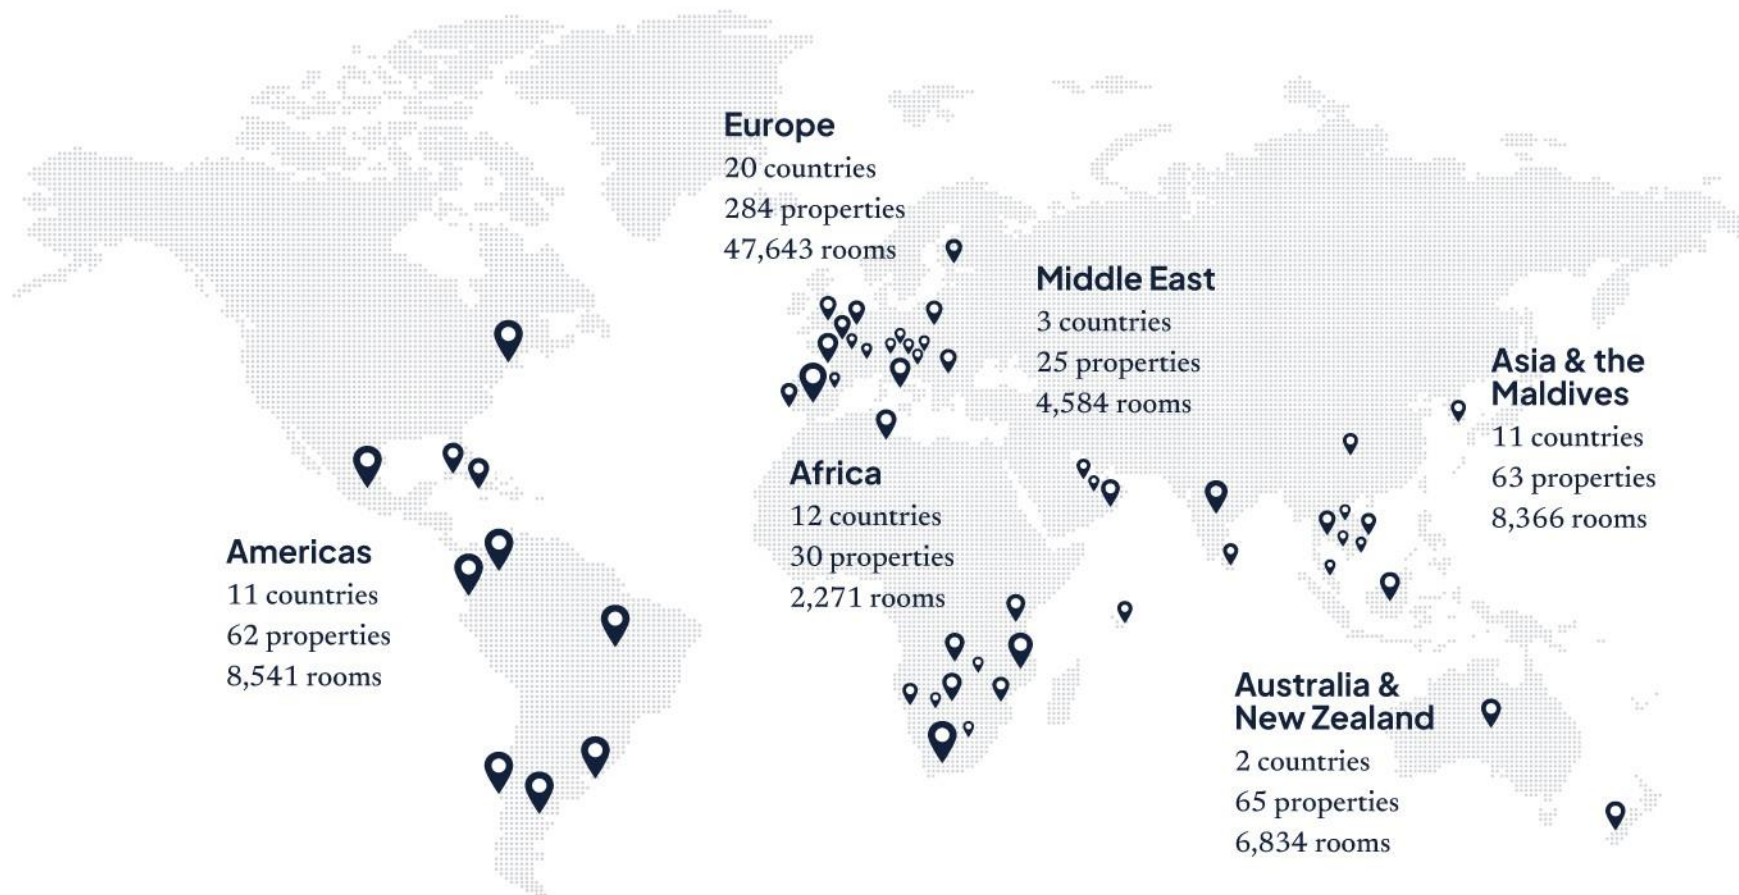 Europe
20 countries
284 properties
47,643 rooms
Middle East
3 countries
25 properties
4,584 rooms
Asia & the
Maldives
11 countries
63 properties
8,366 rooms
Africa
12 countries
30 properties
2,271 rooms
Americas
11 countries
62 properties
8,541 rooms
Australia &
New Zealand
2 countries
65 properties
6,834 rooms